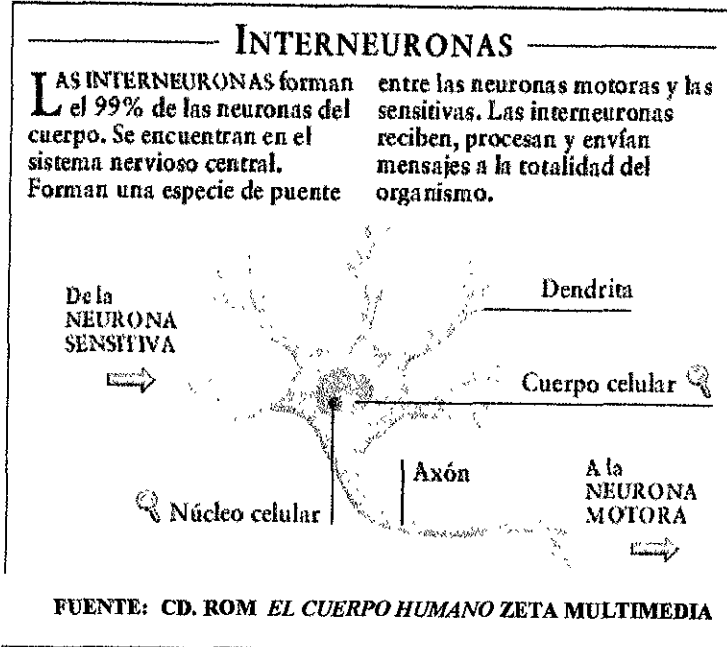 INTERNEURONAS
LAS INTERNEURONAS forman
el 99% de las neuronas del
cuerpo. Se encuentran en el
sistema nervioso central.
Forman una especie de puente
entre las neuronas motoras y las
sensitivas. Las interneuronas
reciben, procesan y envían
mensajes a la totalidad del
organismo.
De la
NEURONA
SENSITIVA
Dendrita
Cuerpo celular
Axón
Núcleo celular
A la
NEURONA
MOTORA
FUENTE: CD. ROM EL CUERPO HUMANO ZETA MULTIMEDIA